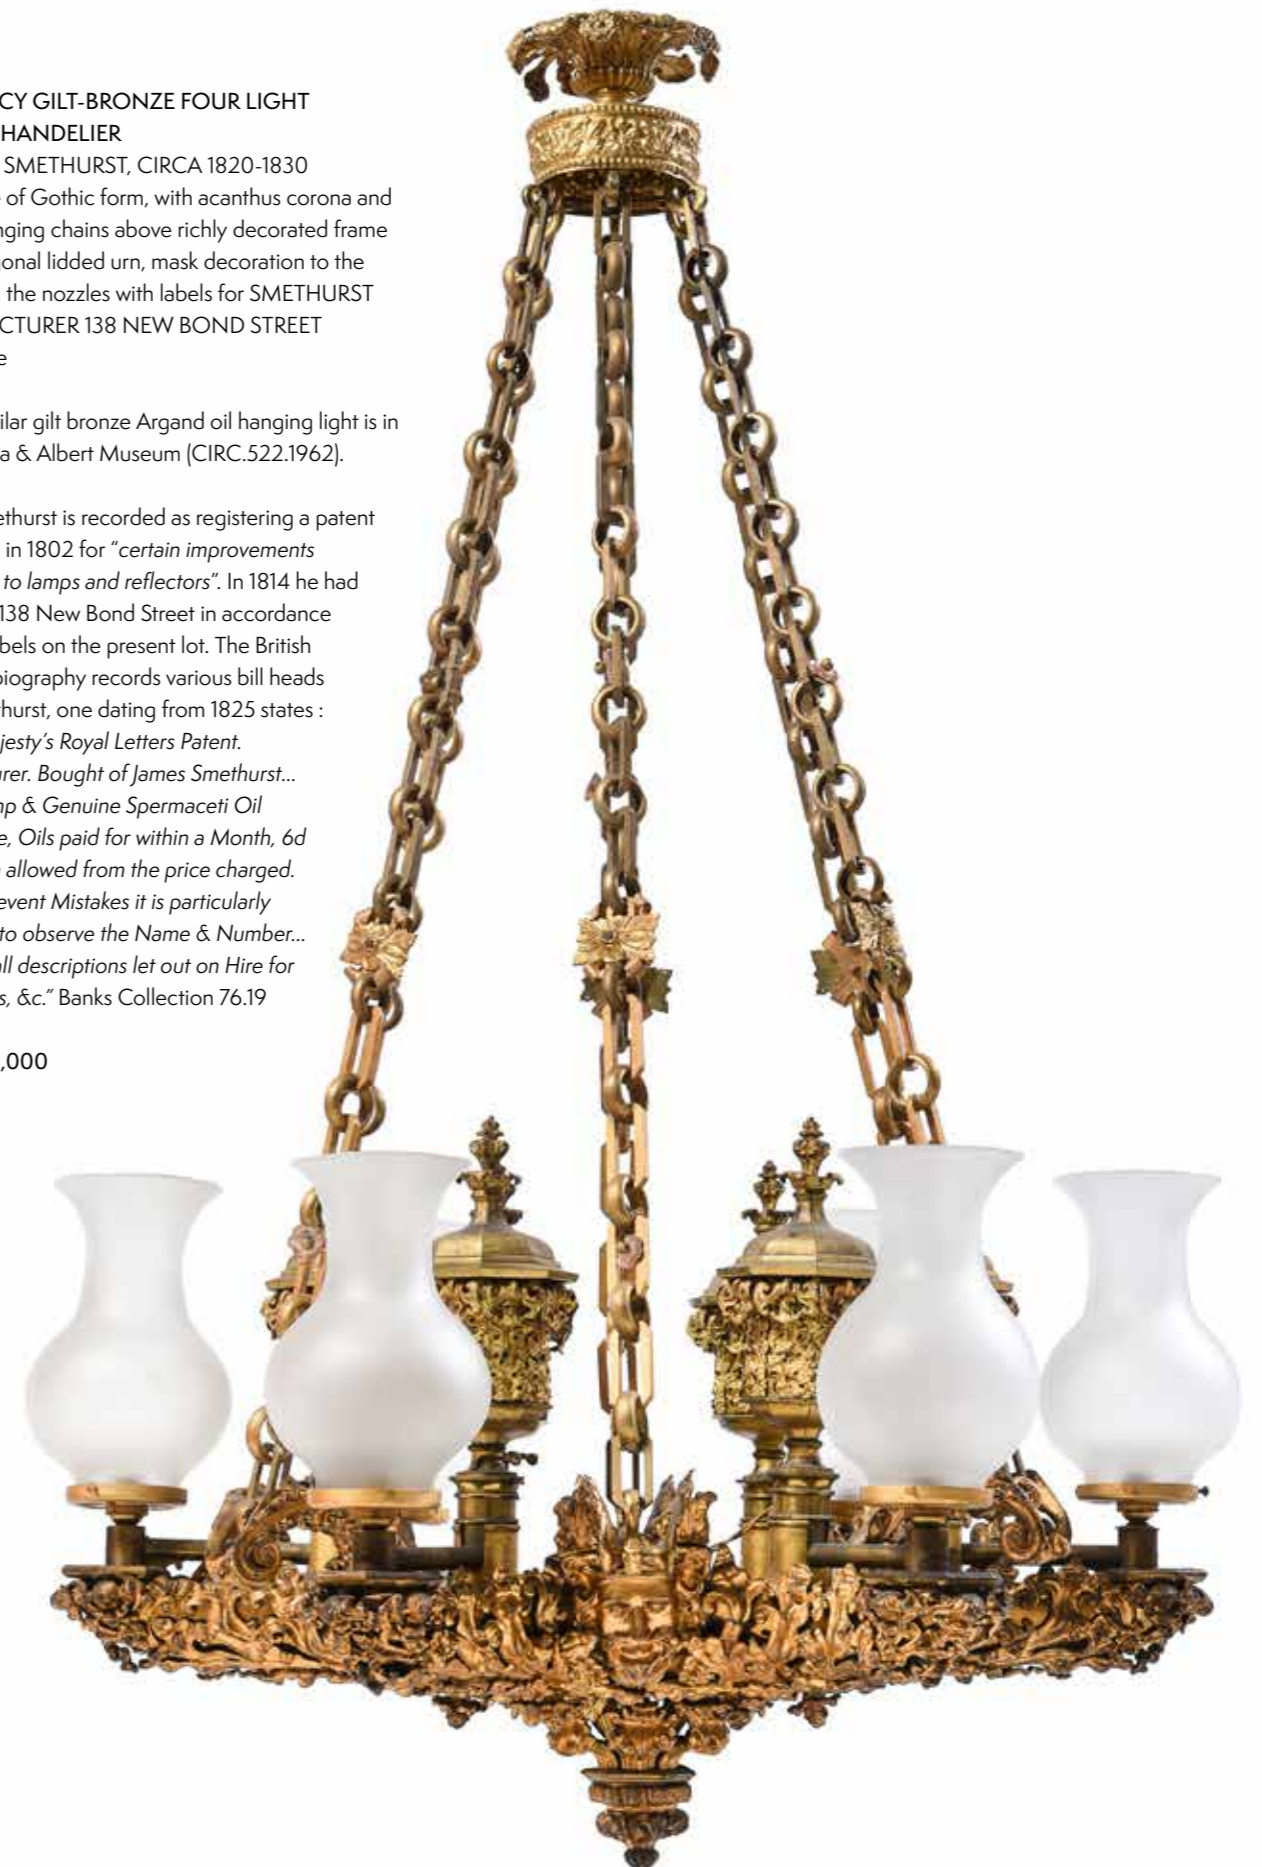 CY GILT-BRONZE FOUR LIGHT
HANDELIER
SMETHURST, CIRCA 1820-1830
of Gothic form, with acanthus corona and
nging chains above richly decorated frame
gonal lidded urn, mask decoration to the
the nozzles with labels for SMETHURST
CTURER 138 NEW BOND STREET
e
ilar gilt bronze Argand oil hanging light is in
a & Albert Museum (CIRC.522.1962).
ethurst is recorded as registering a patent
in 1802 for “certain improvements
to lamps and reflectors”. In 1814 he had
138 New Bond Street in accordance
bels on the present lot. The British
biography records various bill heads
thurst, one dating from 1825 states :
jesty’s Royal Letters Patent.
urer. Bought of James Smethurst...
mp & Genuine Spermaceti Oil
e, Oils paid for within a Month, 6d
allowed from the price charged.
event Mistakes it is particularly
to observe the Name & Number...
all descriptions let out on Hire for
s, &c.” Banks Collection 76.19
,000